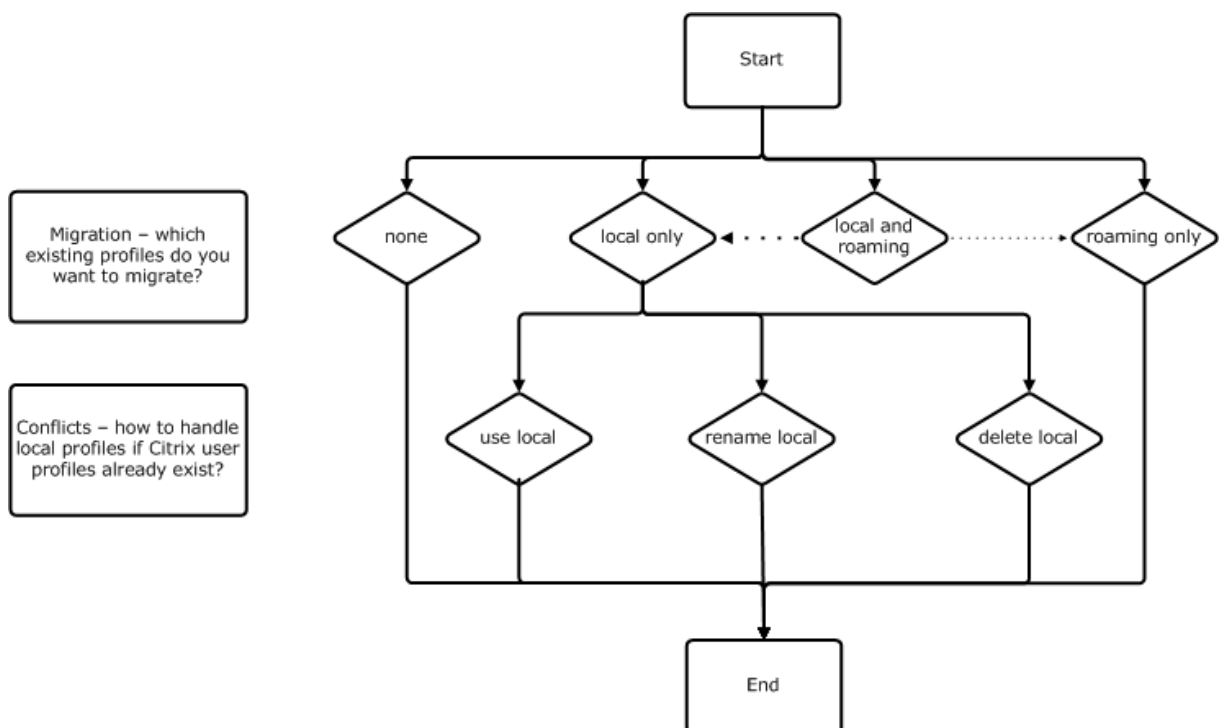 Start
Migration – which
existing profiles do you
want to migrate?
none
local only
local and
roaming
roaming only
Conflicts – how to handle
local profiles if Citrix user
profiles already exist?
use local
rename local
delete local
End